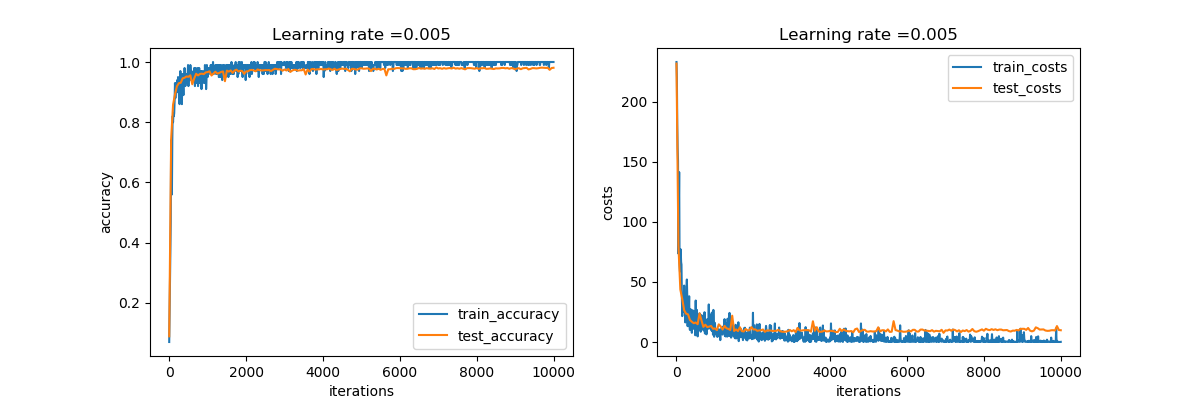 Learning rate =0.005
accuracy
1.0
0.8
0.6
0.4
0.2
0 2000 4000 6000 8000 10000
iterations
train_accuracy
test_accuracy
Learning rate =0.005
costs
200
150
100
50
0
0 2000 4000 6000 8000 10000
iterations
train_costs
test_costs